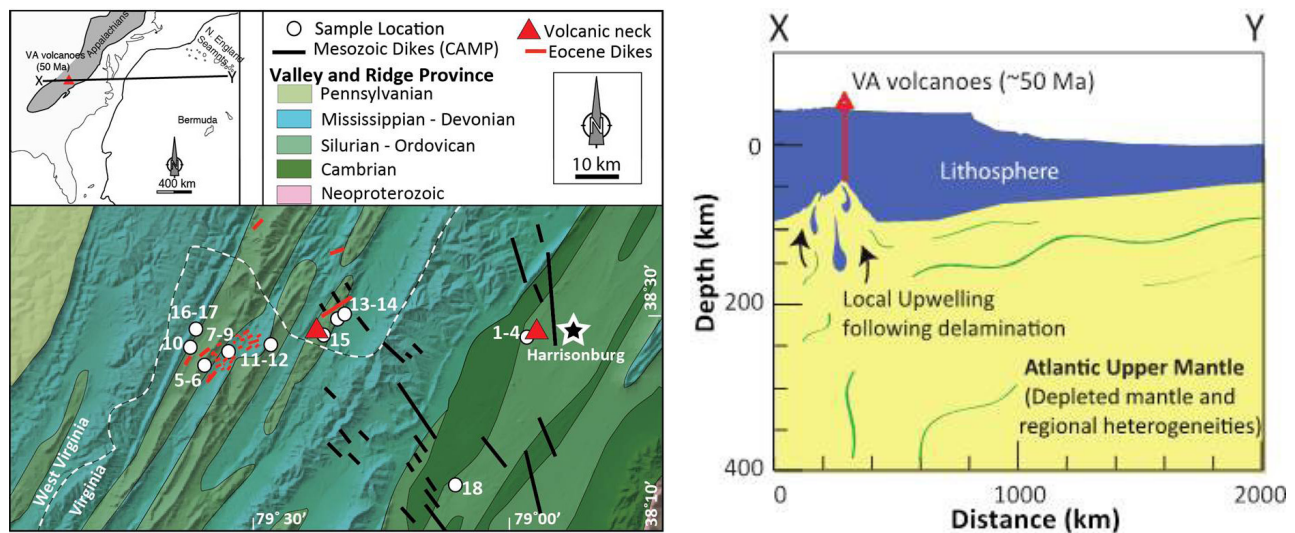 VA volcanoes
(50 Ma)
Appalachians
N. England
Seamnts
X
Y
Bermuda
N
400 km
Sample Location
Mesozoic Dikes (CAMP)
Volcanic neck
Eocene Dikes
Valley and Ridge Province
Pennsylvanian
Mississippian - Devonian
Silurian - Ordovican
Cambrian
Neoproterozoic
N
10 km
16-17
7-9
10
5-6
11-12
13-14
15
1-4
Harrisonburg
18
West Virginia
Virginia
79°30'
79°00'
38°30'
38°10'
X
Y
VA volcanoes (~50 Ma)
Lithosphere
Local Upwelling
following delamination
Atlantic Upper Mantle
(Depleted mantle and
regional heterogeneities)
Depth (km)
0
200
400
0
1000
2000
Distance (km)